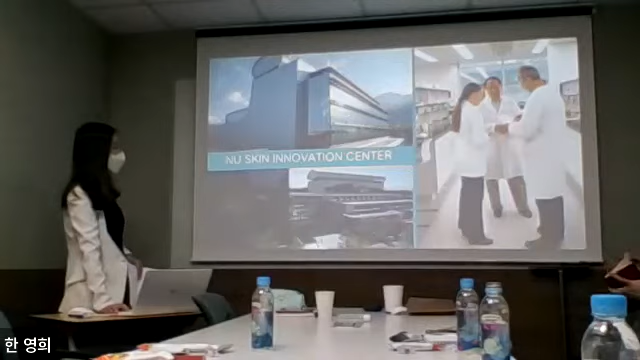 NU SKIN INNOVATION CENTER
한 영희